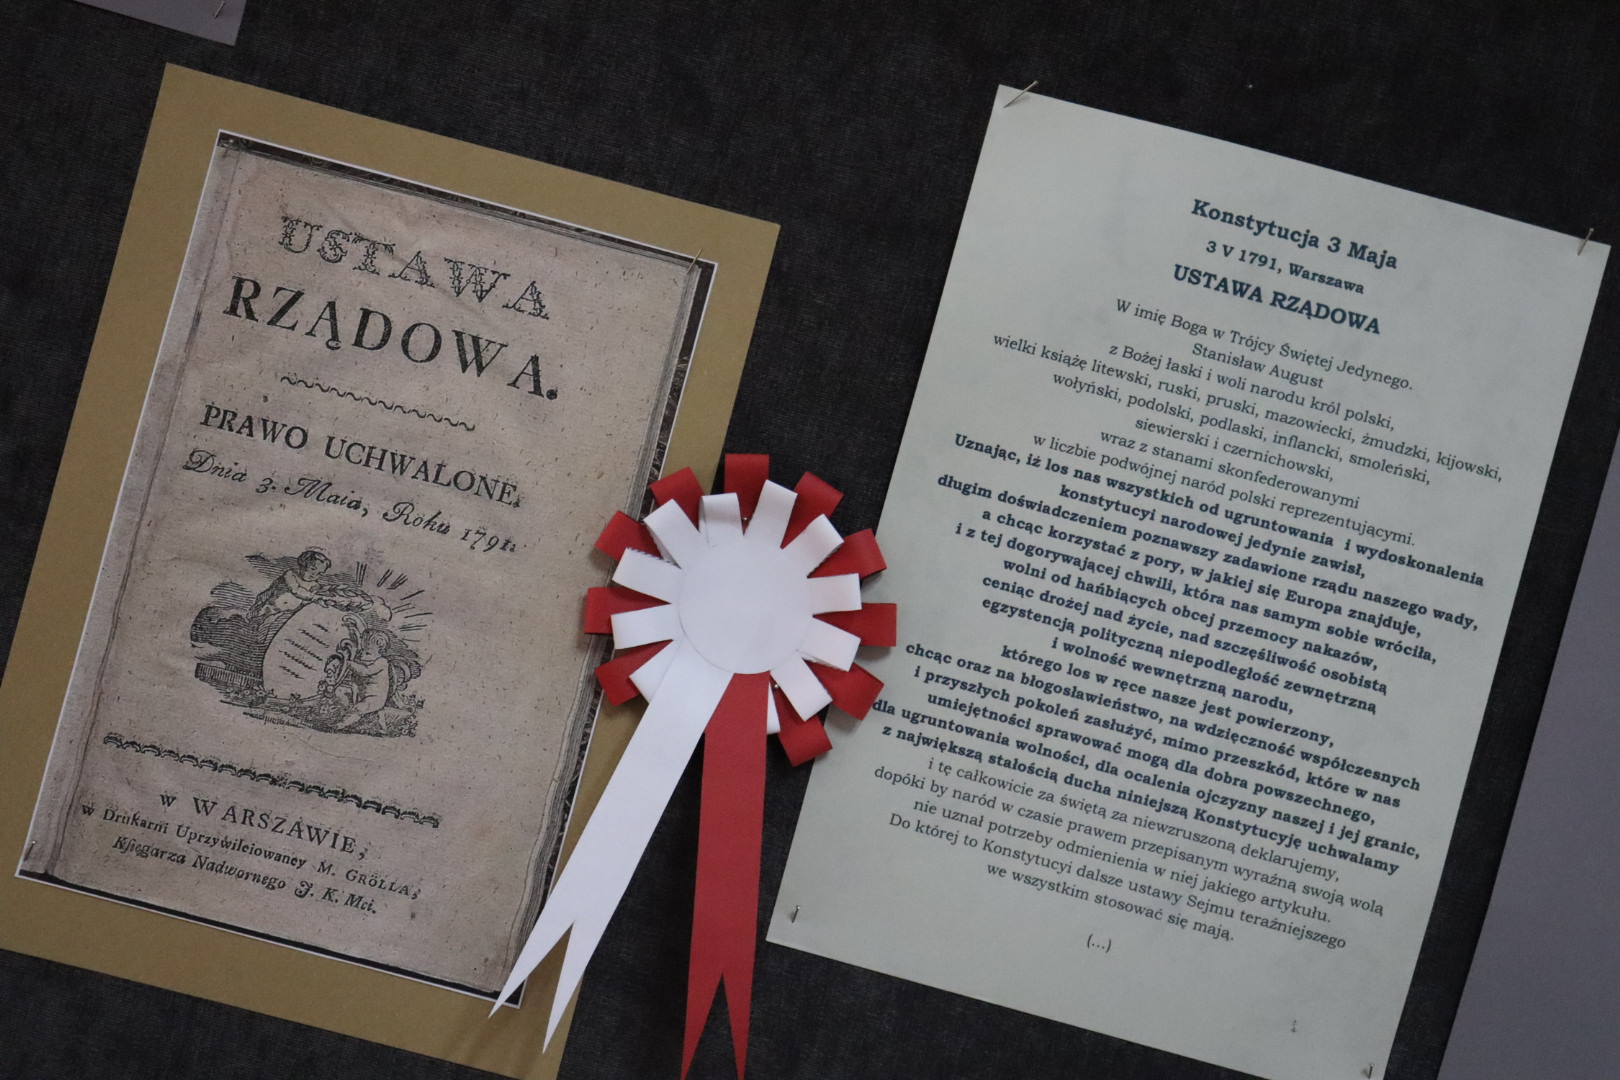 USTAWA
RZĄDOWA.
PRAWO UCHWALONE,
Dnia 3. Maia, Roku 1791.
w WARSZAWIE,
w Drukarni Uprzywileiowaney M. GRÖLLA,
Księgarza Nadwornego J. K. Mci.
Konstytucja 3 Maja
3 V 1791, Warszawa
USTAWA RZĄDOWA
W imię Boga w Trójcy Świętej Jedynego.
Stanisław August
z Bożej łaski i woli narodu król polski,
wielki książę litewski, ruski, pruski, mazowiecki, żmudzki, kijowski,
wołyński, podolski, podlaski, inflancki, smoleński,
siewierski i czernichowski,
wraz z stanami skonfederowanymi
w liczbie podwójnej naród polski reprezentującymi.
Uznając, iż los nas wszystkich od ugruntowania i wydoskonalenia
konstytucyi narodowej jedynie zawisł,
długim doświadczeniem poznawszy zadawione rządu naszego wady,
a chcąc korzystać z pory, w jakiej się Europa znajduje,
i z tej dogorywającej chwili, która nas samym sobie wróciła,
wolni od hańbiących obcej przemocy nakazów,
ceniąc drożej nad życie, nad szczęśliwość osobistą
egzystencją polityczną niepodległość zewnętrzną
i wolność wewnętrzną narodu,
którego los w ręce nasze jest powierzony,
chcąc oraz na błogosławieństwo, na wdzięczność współczesnych
i przyszłych pokoleń zasłużyć, mimo przeszkód, które w nas
umiejętności sprawować mogą dla dobra powszechnego,
dla ugruntowania wolności, dla ocalenia ojczyzny naszej i jej granic,
z największą stałością ducha niniejszą Konstytucyję uchwalamy
i tę całkowicie za świętą za niewzruszoną deklarujemy,
dopóki by naród w czasie prawem przepisanym wyraźną swoją wolą
nie uznał potrzeby odmienienia w niej jakiego artykułu.
Do której to Konstytucyi dalsze ustawy Sejmu teraźniejszego
we wszystkim stosować się mają.
(...)